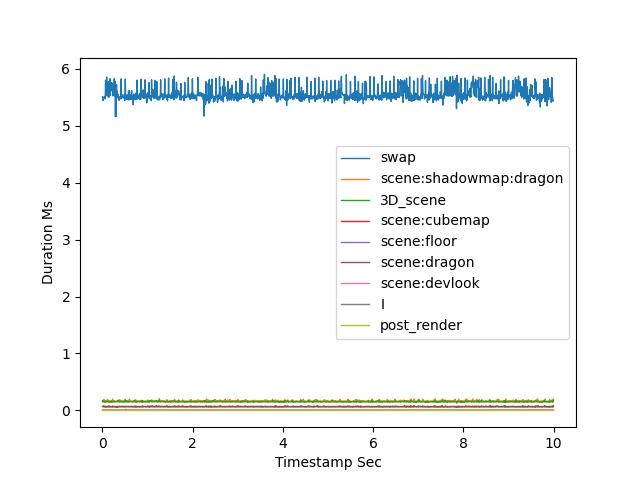 6
5
4
3
2
1
0
Duration Ms
swap
scene:shadowmap:dragon
3D_scene
scene:cubemap
scene:floor
scene:dragon
scene:devlook
I
post_render
0 2 4 6 8 10
Timestamp Sec